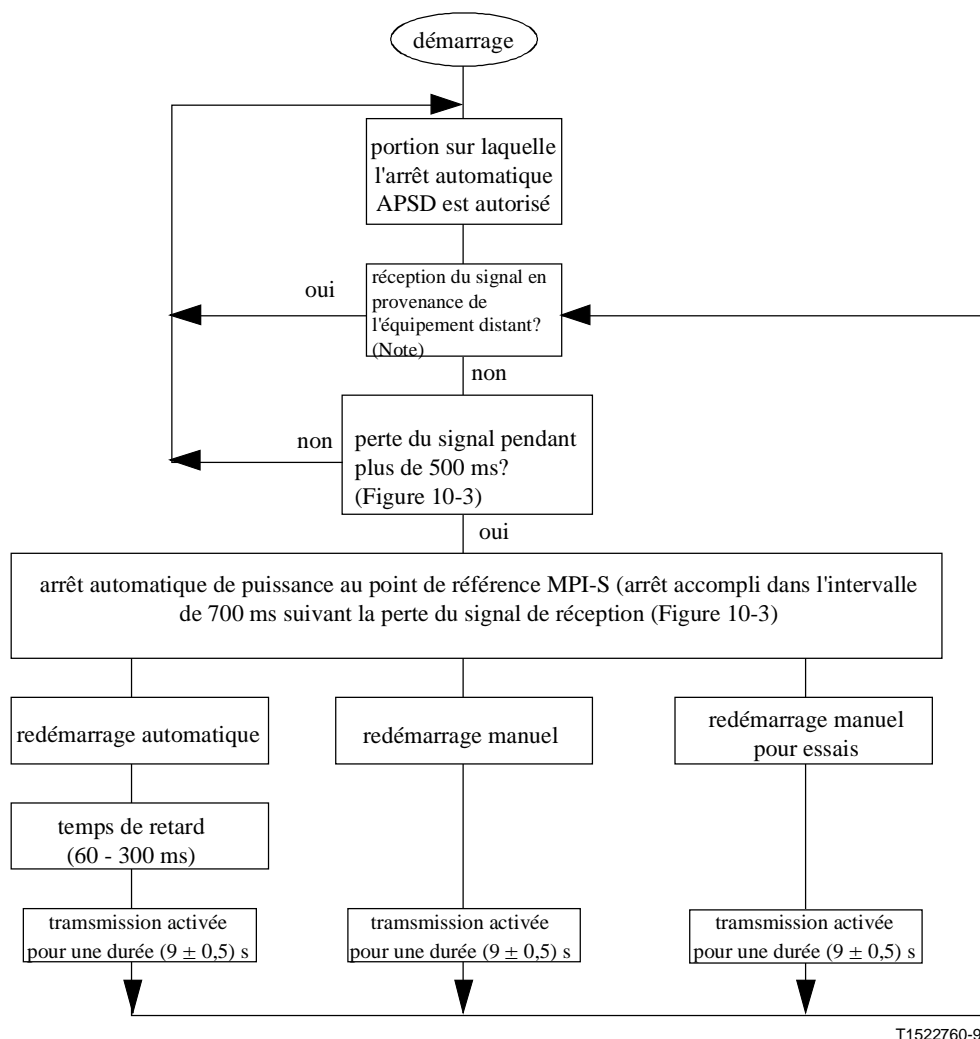 démarrage
portion sur laquelle
l'arrêt automatique
APSD est autorisé
réception du signal en
provenance de
l'équipement distant?
(Note)
oui
non
perte du signal pendant
plus de 500 ms?
(Figure 10-3)
non
oui
arrêt automatique de puissance au point de référence MPI-S (arrêt accompli dans l'intervalle
de 700 ms suivant la perte du signal de réception (Figure 10-3)
redémarrage automatique
redémarrage manuel
redémarrage manuel
pour essais
temps de retard
(60 - 300 ms)
tramsmission activée
pour une durée (9 ± 0,5) s
transmission activée
pour une durée (9 ± 0,5) s
transmission activée
pour une durée (9 ± 0,5) s
T1522760-9